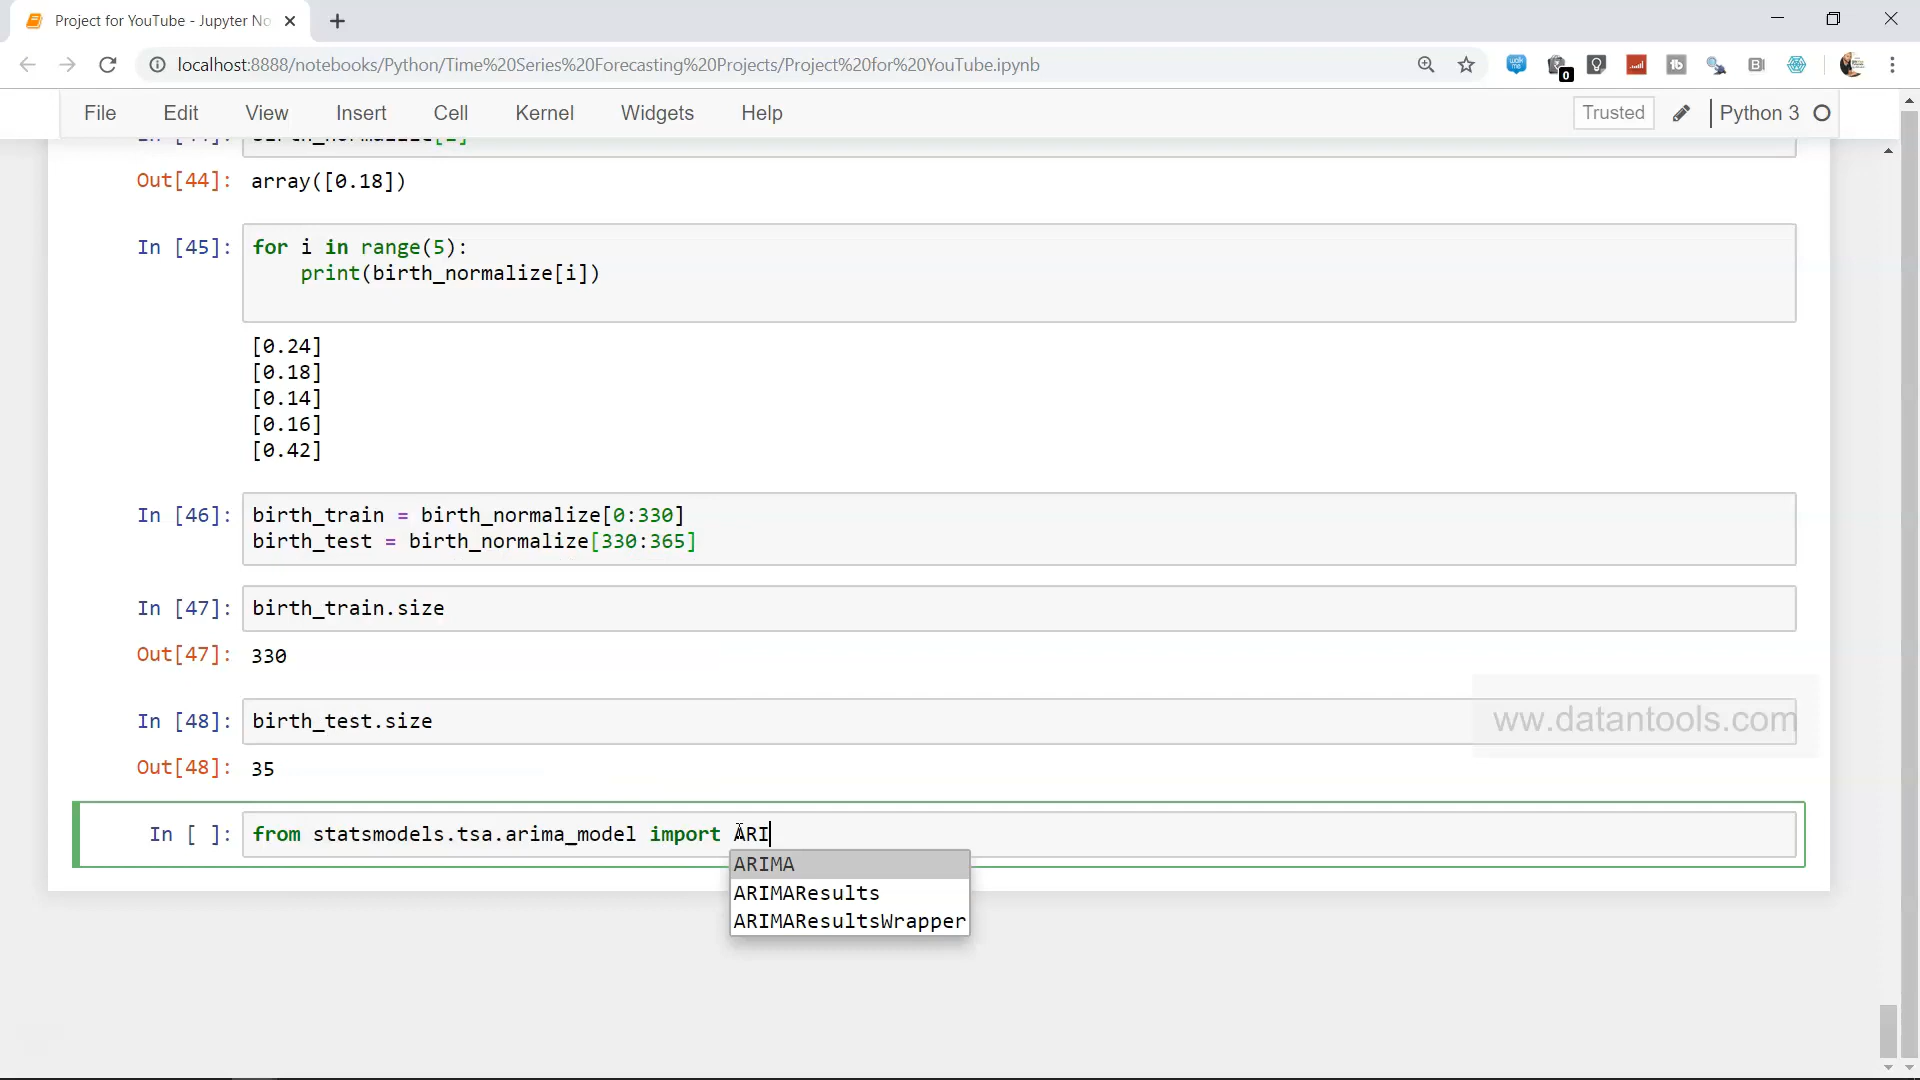 Project for YouTube - Jupyter No
localhost:8888/notebooks/Python/Time%20Series%20Forecasting%20Projects/Project%20for%20YouTube.ipynb
0
File Edit View Insert Cell Kernel Widgets Help Trusted Python 3
Out[44]: array([0.18])
In [45]: for i in range(5):
print(birth_normalize[i])
[0.24]
[0.18]
[0.14]
[0.16]
[0.42]
In [46]: birth_train = birth_normalize[0:330]
birth_test = birth_normalize[330:365]
In [47]: birth_train.size
Out[47]: 330
In [48]: birth_test.size
ww.datantools.com
Out[48]: 35
In [ ]: from statsmodels.tsa.arima_model import ARI
ARIMA
ARIMAResults
ARIMAResultsWrapper